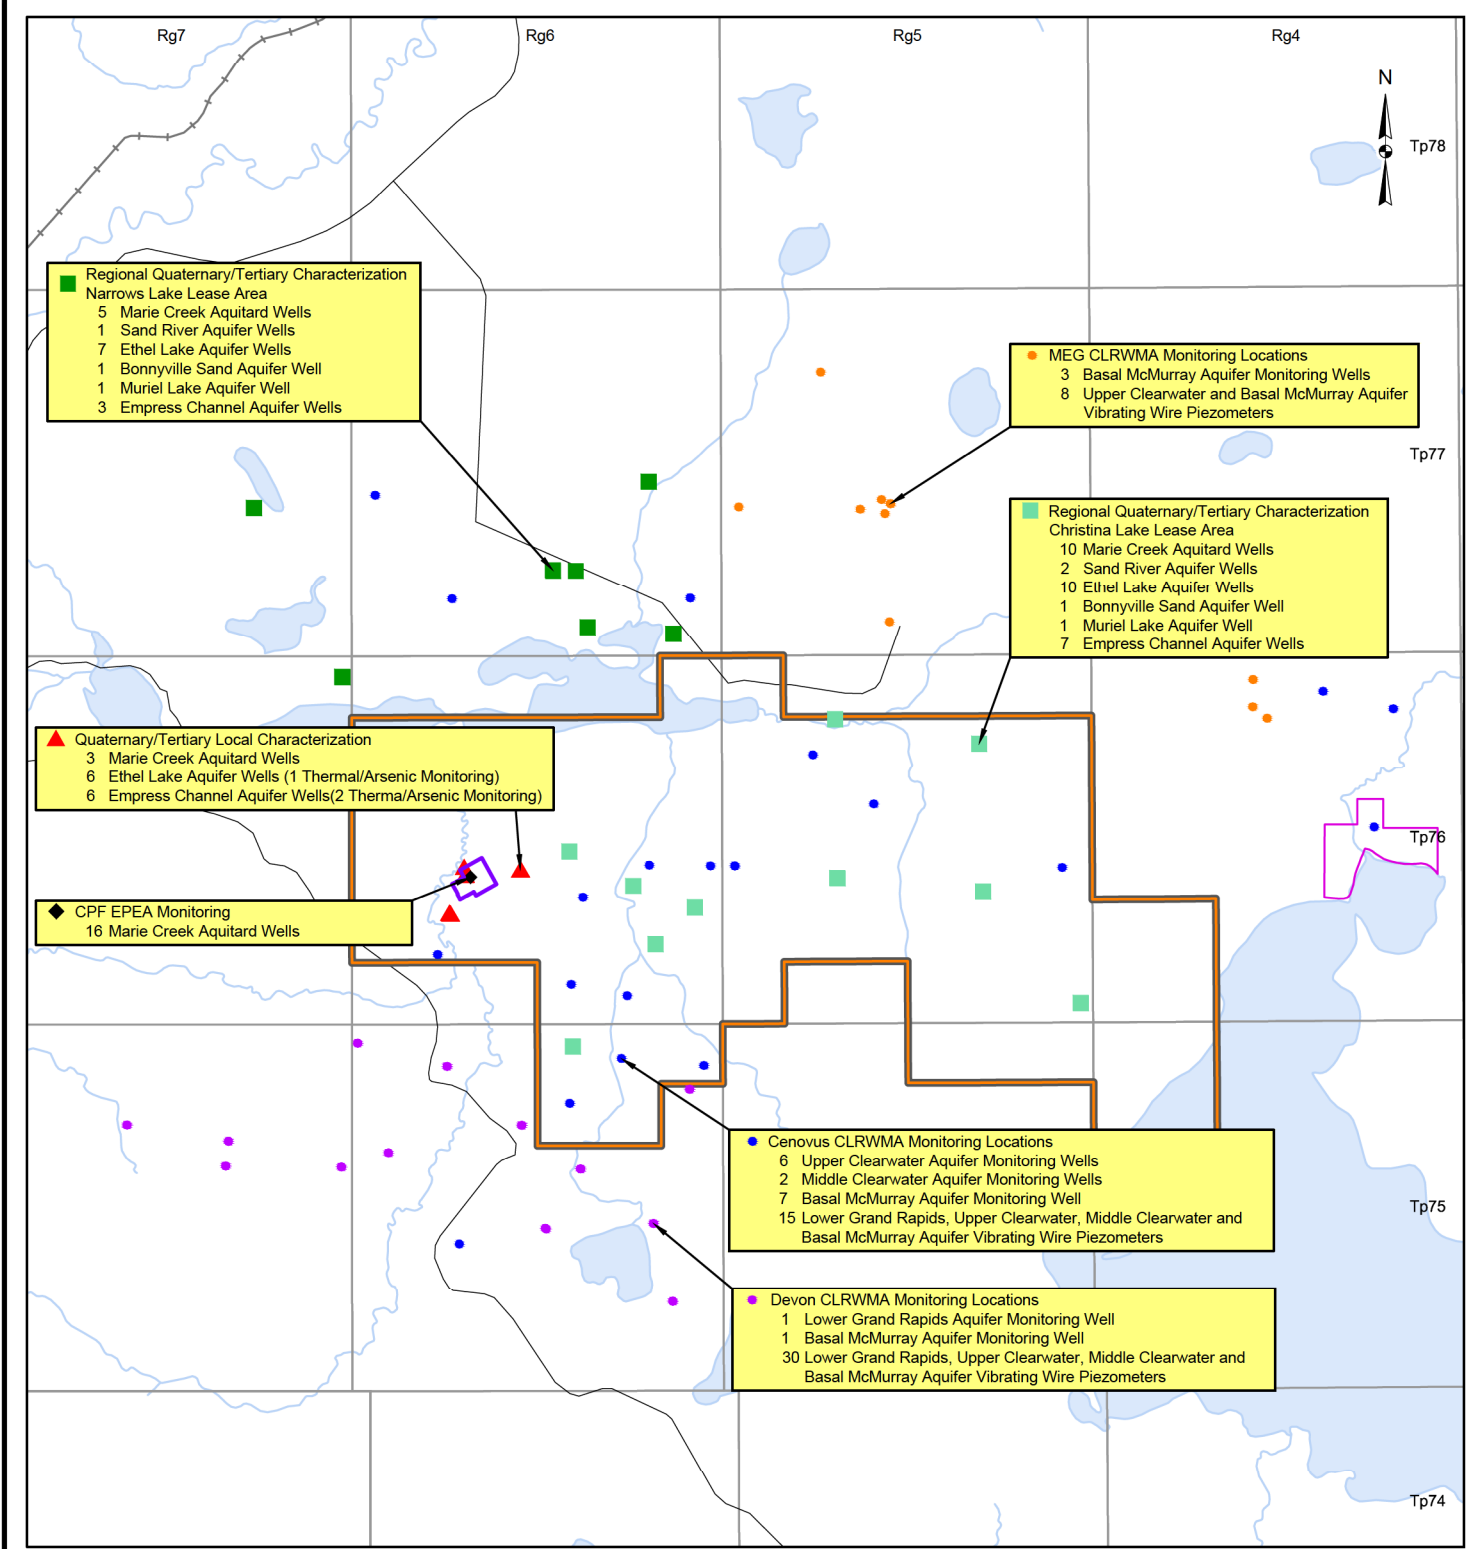 Rg7
Rg6
Rg5
Rg4
N
Tp78
Regional Quaternary/Tertiary Characterization
Narrows Lake Lease Area
5 Marie Creek Aquitard Wells
1 Sand River Aquifer Wells
7 Ethel Lake Aquifer Wells
1 Bonnyville Sand Aquifer Well
1 Muriel Lake Aquifer Well
3 Empress Channel Aquifer Wells
MEG CLRWMA Monitoring Locations
3 Basal McMurray Aquifer Monitoring Wells
8 Upper Clearwater and Basal McMurray Aquifer
Vibrating Wire Piezometers
Tp77
Regional Quaternary/Tertiary Characterization
Christina Lake Lease Area
10 Marie Creek Aquitard Wells
2 Sand River Aquifer Wells
10 Ethel Lake Aquifer Wells
1 Bonnyville Sand Aquifer Well
1 Muriel Lake Aquifer Well
7 Empress Channel Aquifer Wells
Quaternary/Tertiary Local Characterization
3 Marie Creek Aquitard Wells
6 Ethel Lake Aquifer Wells (1 Thermal/Arsenic Monitoring)
6 Empress Channel Aquifer Wells(2 Therma/Arsenic Monitoring)
Tp76
CPF EPEA Monitoring
16 Marie Creek Aquitard Wells
Cenovus CLRWMA Monitoring Locations
6 Upper Clearwater Aquifer Monitoring Wells
2 Middle Clearwater Aquifer Monitoring Wells
7 Basal McMurray Aquifer Monitoring Well
15 Lower Grand Rapids, Upper Clearwater, Middle Clearwater and
Basal McMurray Aquifer Vibrating Wire Piezometers
Tp75
Devon CLRWMA Monitoring Locations
1 Lower Grand Rapids Aquifer Monitoring Well
1 Basal McMurray Aquifer Monitoring Well
30 Lower Grand Rapids, Upper Clearwater, Middle Clearwater and
Basal McMurray Aquifer Vibrating Wire Piezometers
Tp74